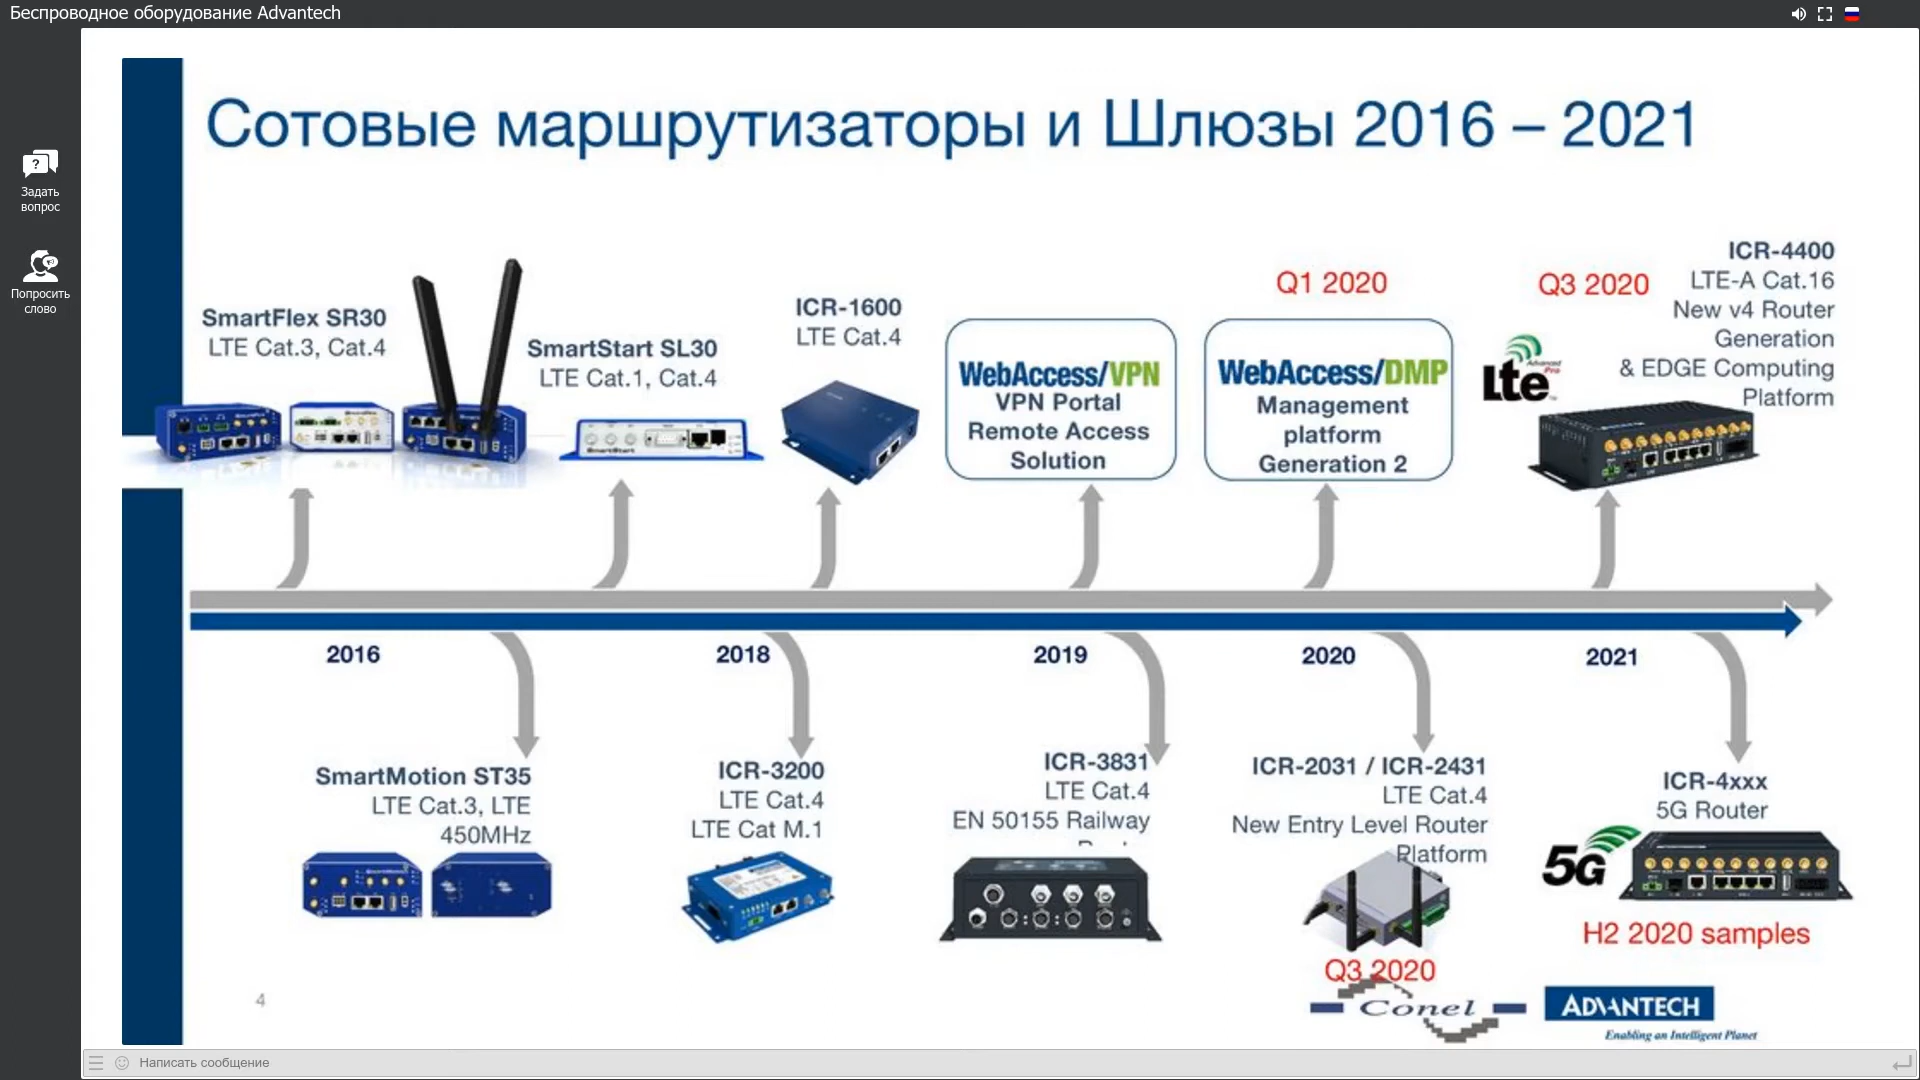 Беспроводное оборудование Advantech
Задать
вопрос
Попросить
слово
Сотовые маршрутизаторы и Шлюзы 2016 – 2021
SmartFlex SR30
LTE Cat.3, Cat.4
SmartStart SL30
LTE Cat.1, Cat.4
SmartStart
ICR-1600
LTE Cat.4
WebAccess/VPN
VPN Portal
Remote Access
Solution
Q1 2020
WebAccess/DMP
Management
platform
Generation 2
Q3 2020
ICR-4400
LTE-A Cat.16
New v4 Router
Generation
& EDGE Computing
Platform
Lte Advanced
Pro
2016
2018
2019
2020
2021
SmartMotion ST35
LTE Cat.3, LTE
450MHz
ICR-3200
LTE Cat.4
LTE Cat M.1
ICR-3831
LTE Cat.4
EN 50155 Railway
ICR-2031 / ICR-2431
LTE Cat.4
New Entry Level Router
Platform
Q3 2020
ICR-4xxx
5G Router
5G
H2 2020 samples
4
Conel
ADVANTECH
Enabling an Intelligent Planet
Написать сообщение